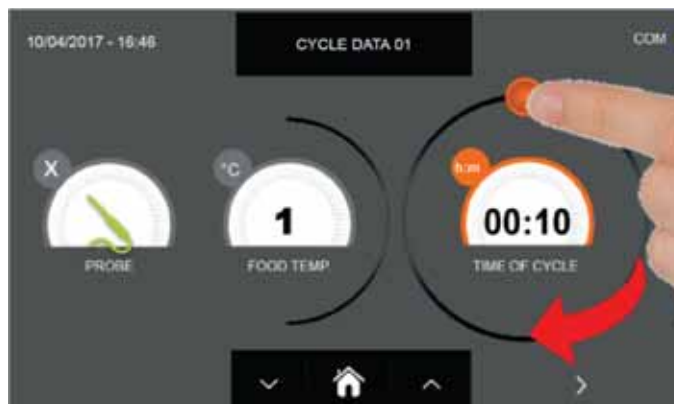 10/04/2017 - 16:46
CYCLE DATA 01
COM
X
°C
h:m
1
00:10
PROBE
FOOD TEMP
TIME OF CYCLE